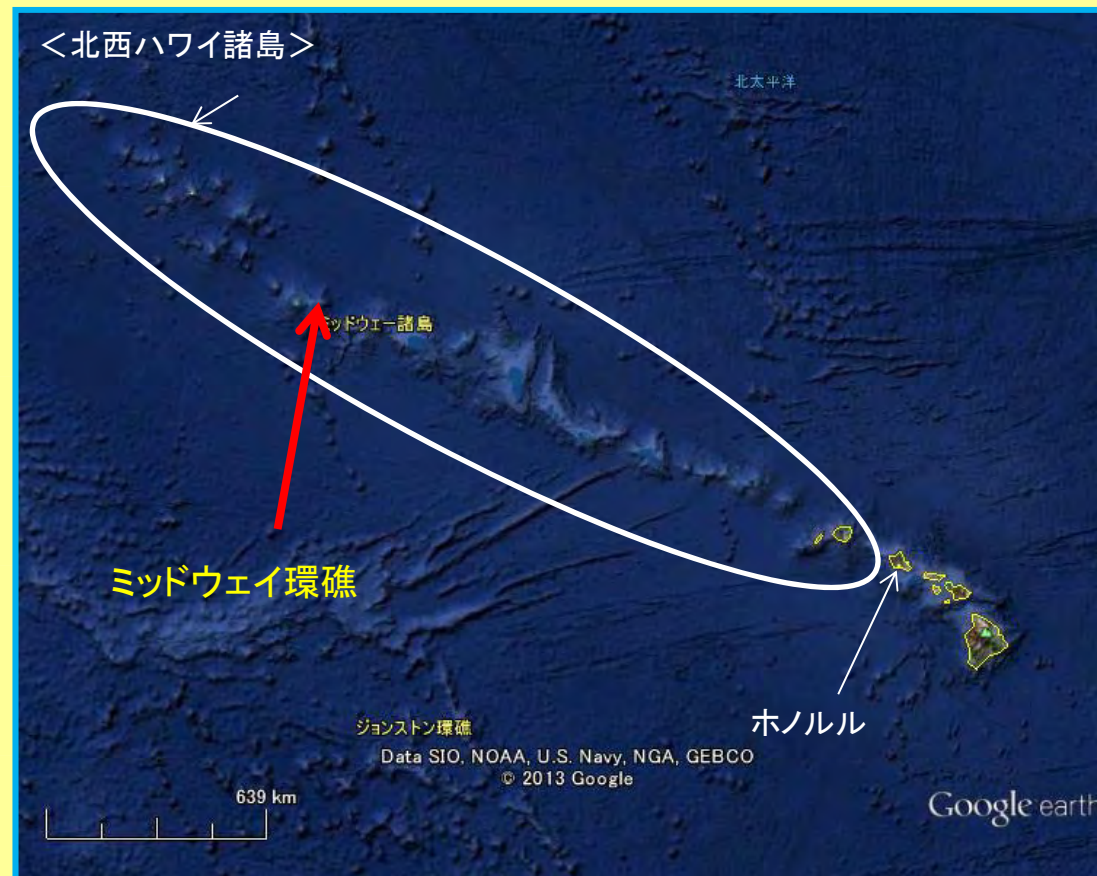 <北西ハワイ諸島>
北太平洋
ミッドウェー諸島
ミッドウェイ環礁
ホノルル
ジョンストン環礁
Data SIO, NOAA, U.S. Navy, NGA, GEBCO
© 2013 Google
639 km
Google earth